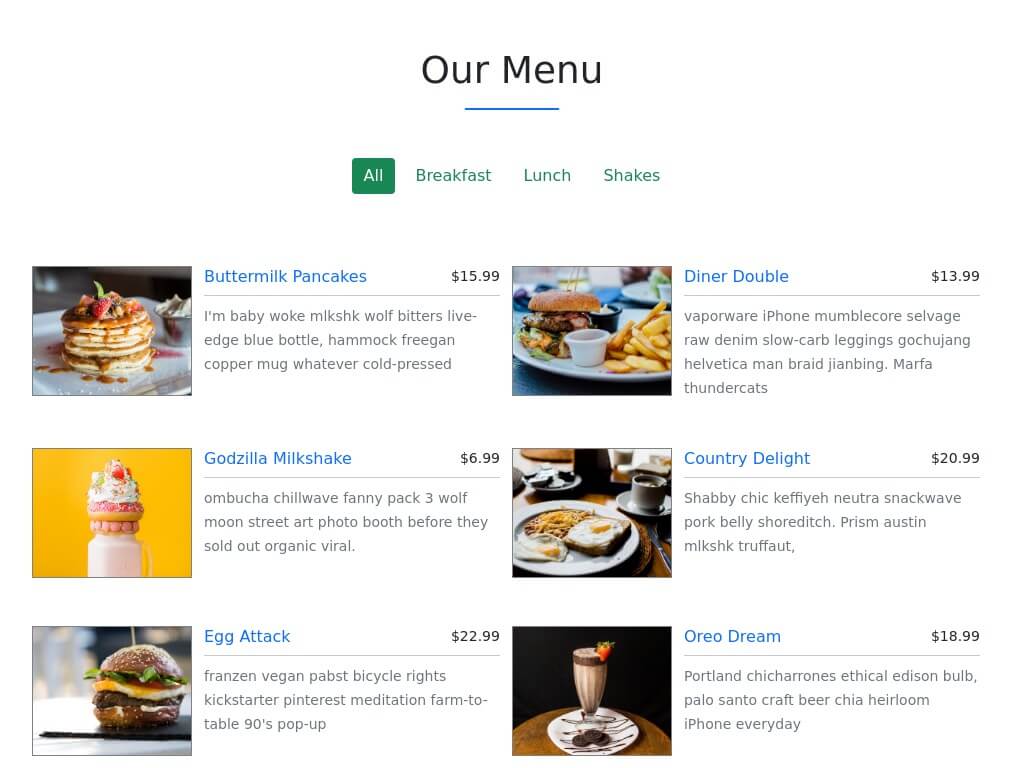 Our Menu
All Breakfast Lunch Shakes
Buttermilk Pancakes $15.99
I'm baby woke mlkshk wolf bitters live-
edge blue bottle, hammock freegan
copper mug whatever cold-pressed
Diner Double $13.99
vaporware iPhone mumblecore selvage
raw denim slow-carb leggings gochujang
helvetica man braid jianbing. Marfa
thundercats
Godzilla Milkshake $6.99
ombucha chillwave fanny pack 3 wolf
moon street art photo booth before they
sold out organic viral.
Country Delight $20.99
Shabby chic keffiyeh neutra snackwave
pork belly shoreditch. Prism austin
mlkshk truffaut,
Egg Attack $22.99
franzen vegan pabst bicycle rights
kickstarter pinterest meditation farm-to-
table 90's pop-up
Oreo Dream $18.99
Portland chicharrones ethical edison bulb,
palo santo craft beer chia heirloom
iPhone everyday